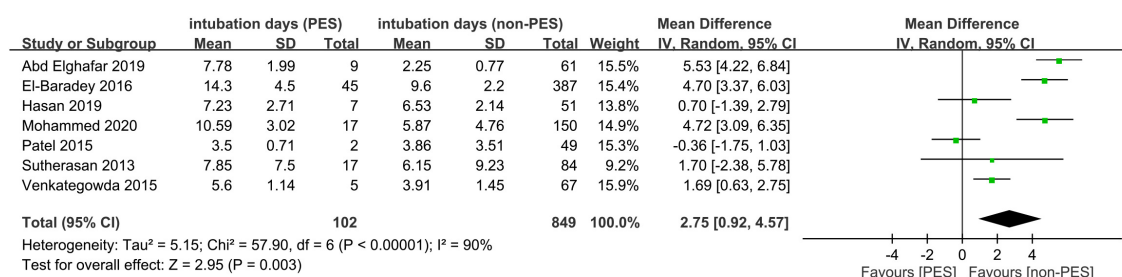 intubation days (PES) intubation days (non-PES) Mean Difference Mean Difference
Study or Subgroup Mean SD Total Mean SD Total Weight IV, Random, 95% CI IV, Random, 95% CI
Abd Elghafar 2019 7.78 1.99 9 2.25 0.77 61 15.5% 5.53 [4.22, 6.84]
El-Baradey 2016 14.3 4.5 45 9.6 2.2 387 15.4% 4.70 [3.37, 6.03]
Hasan 2019 7.23 2.71 7 6.53 2.14 51 13.8% 0.70 [-1.39, 2.79]
Mohammed 2020 10.59 3.02 17 5.87 4.76 150 14.9% 4.72 [3.09, 6.35]
Patel 2015 3.5 0.71 2 3.86 3.51 49 15.3% -0.36 [-1.75, 1.03]
Sutherasan 2013 7.85 7.5 17 6.15 9.23 84 9.2% 1.70 [-2.38, 5.78]
Venkategowda 2015 5.6 1.14 5 3.91 1.45 67 15.9% 1.69 [0.63, 2.75]
Total (95% CI) 102 849 100.0% 2.75 [0.92, 4.57]
Heterogeneity: Tau² = 5.15; Chi² = 57.90, df = 6 (P < 0.00001); I² = 90%
Test for overall effect: Z = 2.95 (P = 0.003)
-4 -2 0 2 4
Favours [PES] Favours [non-PES]